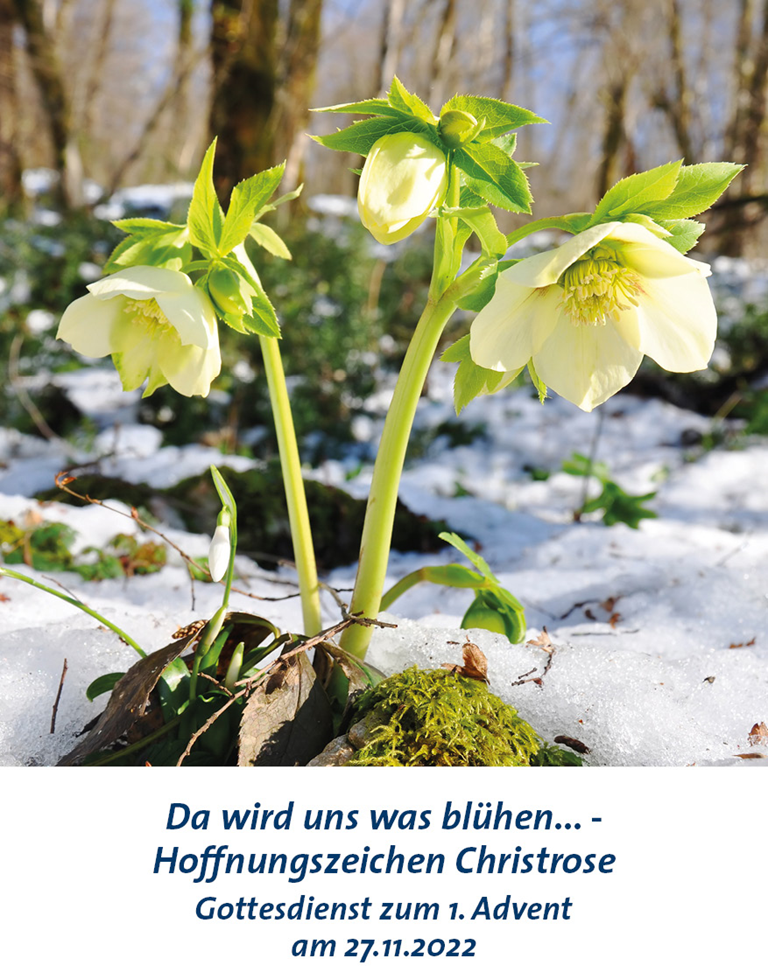 Da wird uns was blühen... -
Hoffnungszeichen Christrose
Gottesdienst zum 1. Advent
am 27.11.2022